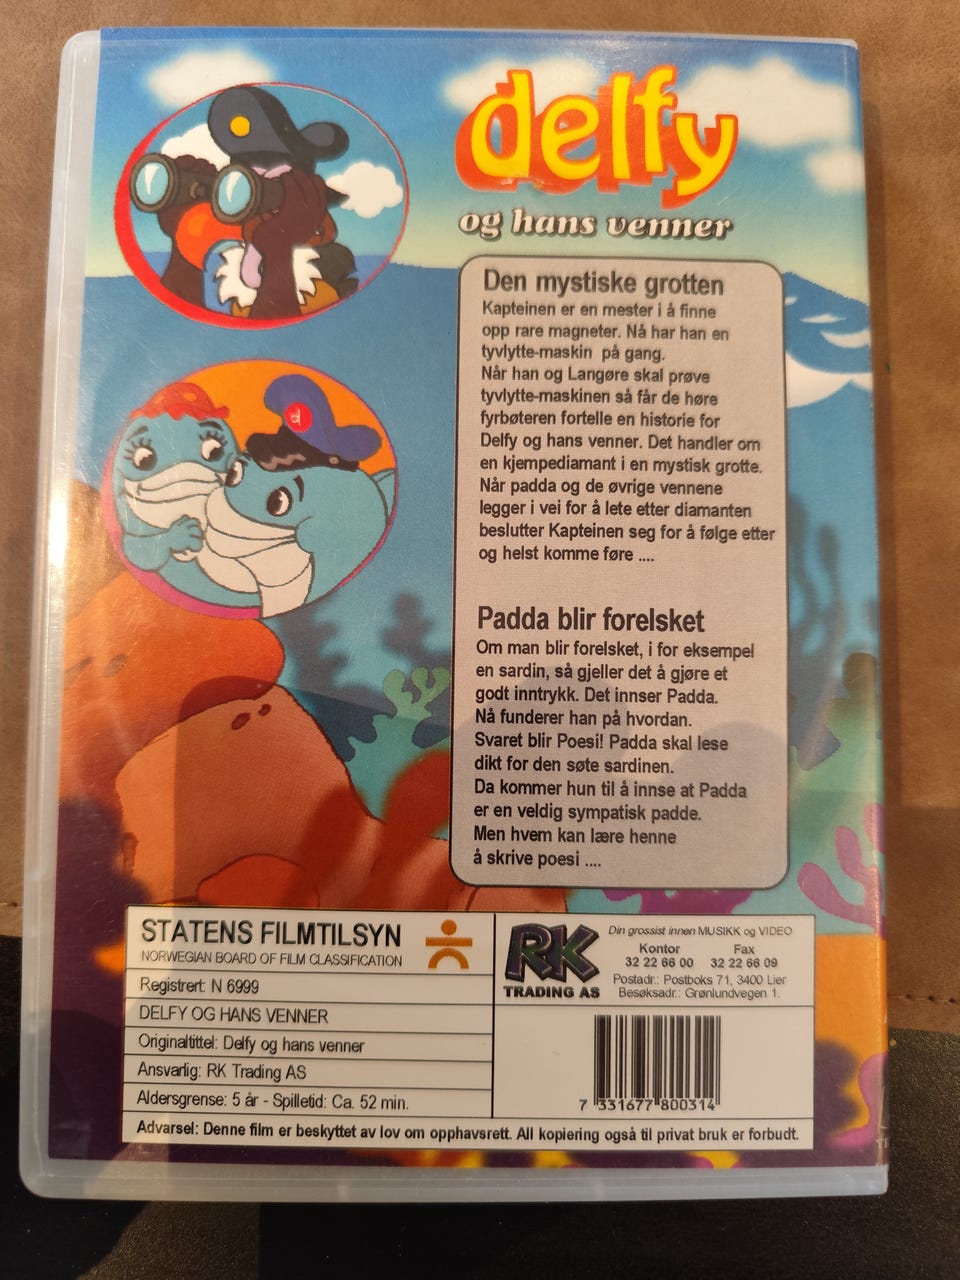 delfy
og hans venner
Den mystiske grotten
Kapteinen er en mester i å finne
opp rare magneter. Nå har han en
tyvlytte-maskin på gang.
Når han og Langøre skal prøve
tyvlytte-maskinen så får de høre
fyrbøteren fortelle en historie for
Delfy og hans venner. Det handler om
en kjempediamant i en mystisk grotte.
Når padda og de øvrige vennene
legger i vei for å lete etter diamanten
beslutter Kapteinen seg for å følge etter
og helst komme føre ....
Padda blir forelsket
Om man blir forelsket, i for eksempel
en sardin, så gjeller det å gjøre et
godt inntrykk. Det innser Padda.
Nå funderer han på hvordan.
Svaret blir Poesi! Padda skal lese
dikt for den søte sardinen.
Da kommer hun til å innse at Padda
er en veldig sympatisk padde.
Men hvem kan lære henne
å skrive poesi ....
d
STATENS FILMTILSYN
NORWEGIAN BOARD OF FILM CLASSIFICATION
Registrert: N 6999
DELFY OG HANS VENNER
Originaltittel: Delfy og hans venner
Ansvarlig: RK Trading AS
Aldersgrense: 5 år - Spilletid: Ca. 52 min.
RK
TRADING AS
Din grossist innen MUSIKK og VIDEO
Kontor Fax
32 22 66 00 32 22 66 09
Postadr.: Postboks 71, 3400 Lier
Besøksadr.: Grønlundvegen 1.
7 331677 800314
Advarsel: Denne film er beskyttet av lov om opphavsrett. All kopiering også til privat bruk er forbudt.